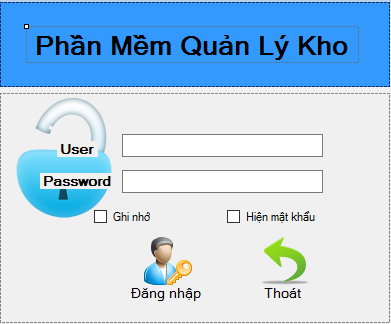 Phần Mềm Quản Lý Kho
User
Password
Ghi nhớ Hiện mật khẩu
Đăng nhập Thoát